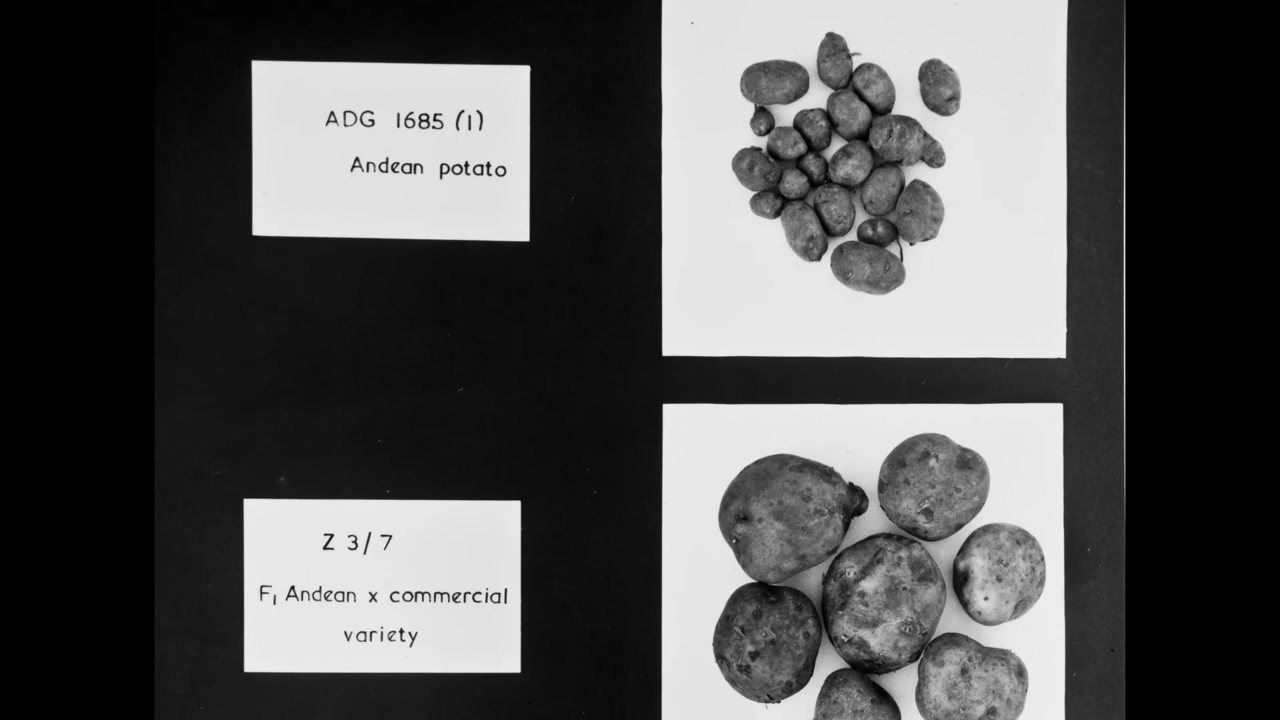 ADG 1685 (1)
Andean potato
Z 3/7
F₁ Andean x commercial
variety